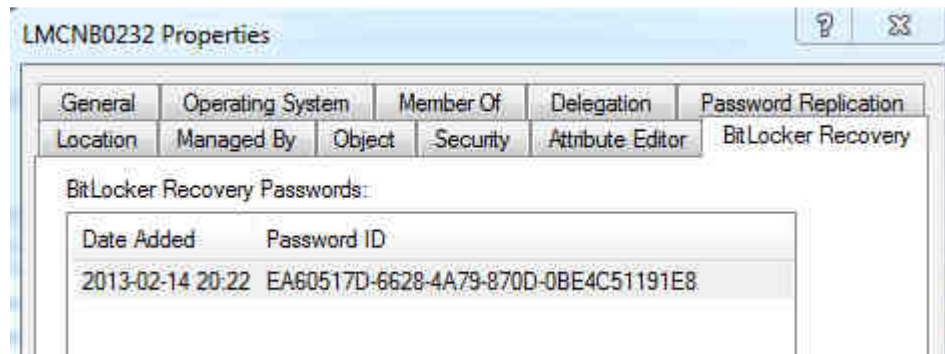 LMCNB0232 Properties
General Operating System Member Of Delegation Password Replication
Location Managed By Object Security Attribute Editor BitLocker Recovery
BitLocker Recovery Passwords:
Date Added Password ID
2013-02-14 20:22 EA60517D-6628-4A79-870D-0BE4C51191E8